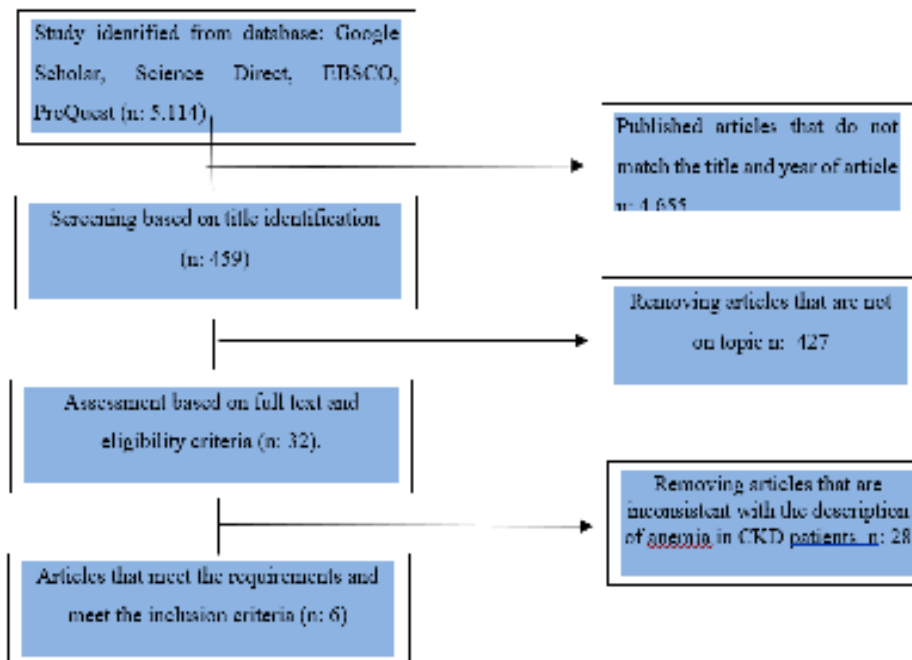 Study identified from database: Google
Scholar, Science Direct, EBSCO,
ProQuest (n: 5.114)
Published articles that do not
match the title and year of article
n: 4.655
Screening based on title identification
(n: 459)
Removing articles that are not
on topic n: 427
Assessment based on full text and
eligibility criteria (n: 32).
Removing articles that are
inconsistent with the description
of anemia in CKD patients n: 28
Articles that meet the requirements and
meet the inclusion criteria (n: 6)